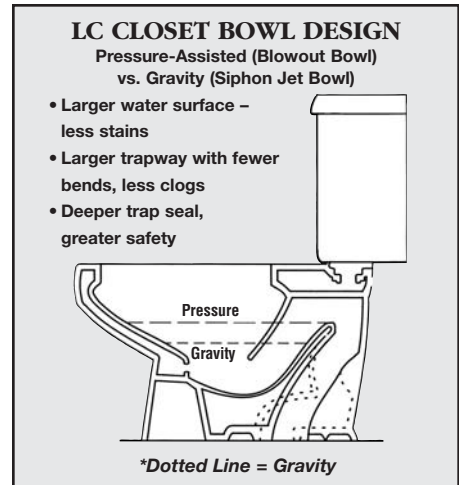 LC CLOSET BOWL DESIGN
Pressure-Assisted (Blowout Bowl)
vs. Gravity (Siphon Jet Bowl)
• Larger water surface –
less stains
• Larger trapway with fewer
bends, less clogs
• Deeper trap seal,
greater safety
Pressure
Gravity
*Dotted Line = Gravity